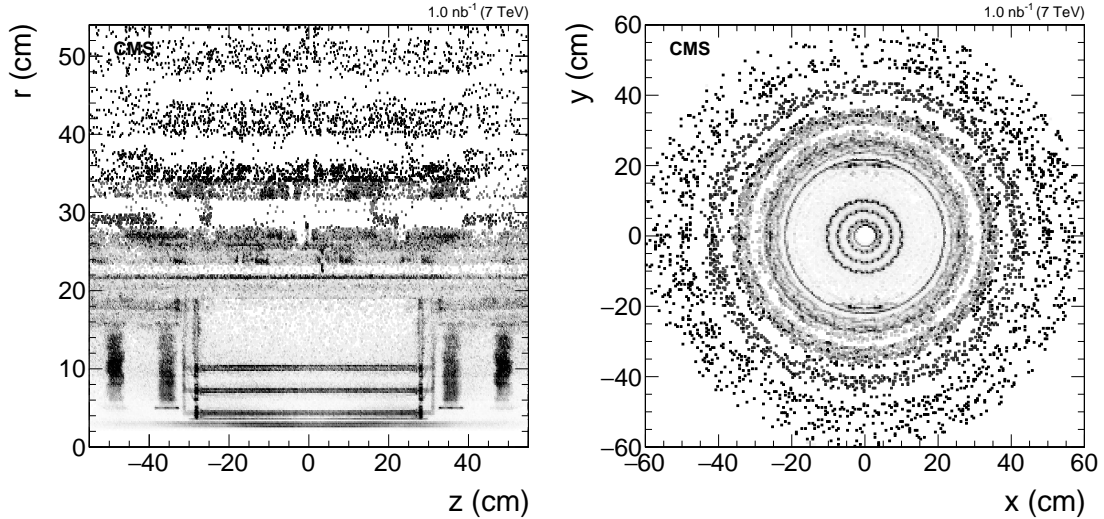 1.0 nb⁻¹ (7 TeV)
CMS
r (cm)
50
40
30
20
10
0
−40 −20 0 20 40
z (cm)
1.0 nb⁻¹ (7 TeV)
CMS
y (cm)
60
40
20
0
−20
−40
−60
−60 −40 −20 0 20 40 60
x (cm)